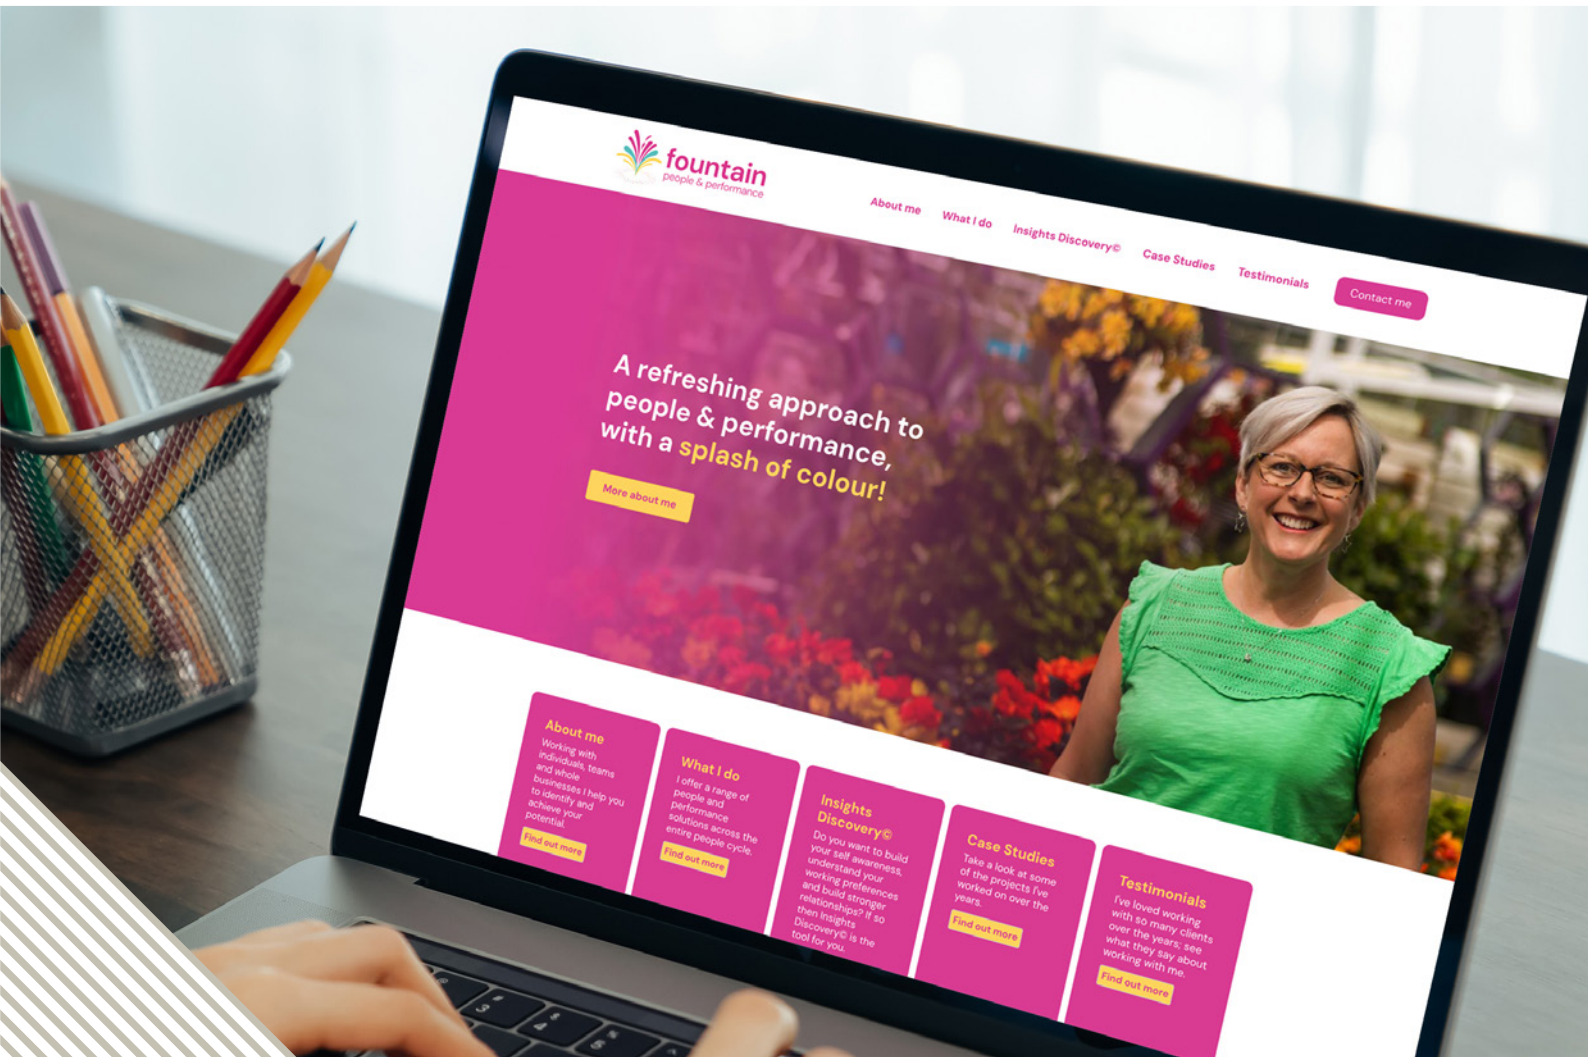 fountain
people & performance
About me
What I do
Insights Discovery©
Case Studies
Testimonials
Contact me
A refreshing approach to
people & performance,
with a splash of colour!
More about me
About me
Working with
individuals, teams
and whole
businesses I help you
to identify and
achieve your
potential.
Find out more
What I do
I offer a range of
people and
performance
solutions across the
entire people cycle.
Find out more
Insights
Discovery©
Do you want to build
your self awareness,
understand your
working preferences
and build stronger
relationships? If so
then Insights
Discovery© is the
tool for you.
Case Studies
Take a look at some
of the projects I've
worked on over the
years.
Find out more
Testimonials
I've loved working
with so many clients
over the years; see
what they say about
working with me.
Find out more
3
4
5